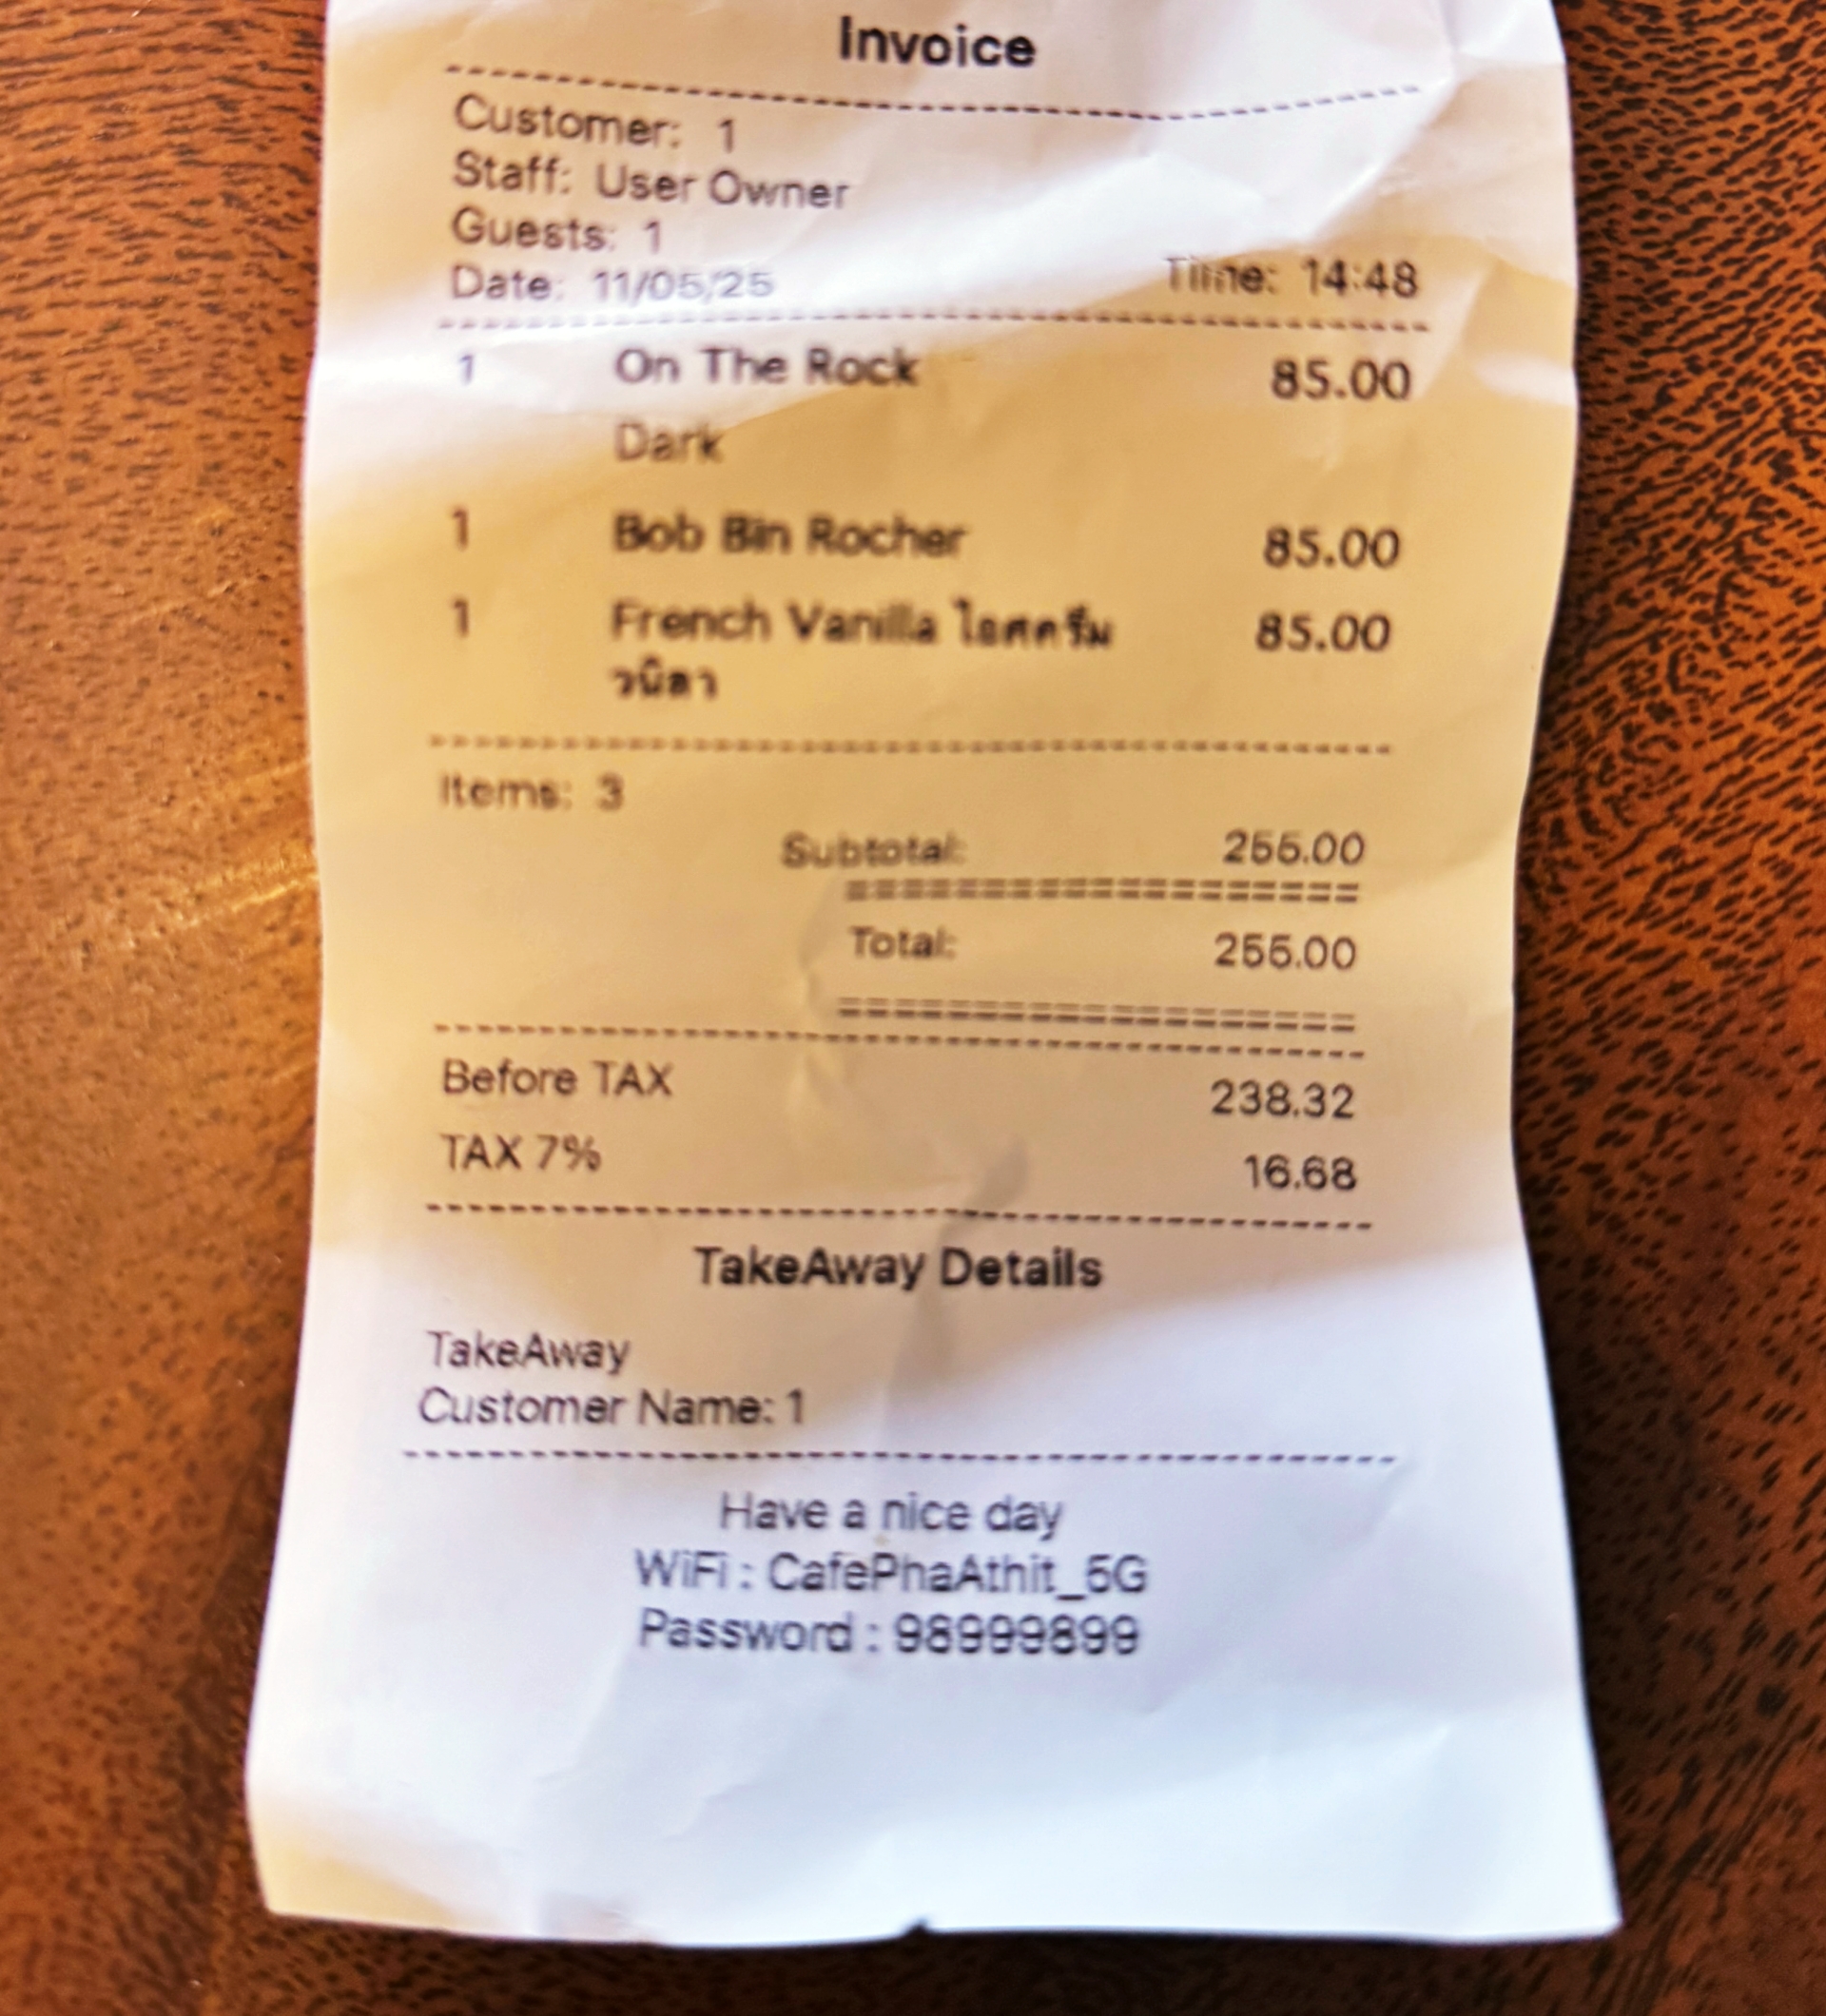 Invoice
Customer: 1
Staff: User Owner
Guests: 1
Date: 11/05/25 Time: 14:48
1 On The Rock 85.00
Dark
1 Bob Bin Rocher 85.00
1 French Vanilla ไอศครีม 85.00
วนิลา
Items: 3
Subtotal: 255.00
Total: 255.00
Before TAX 238.32
TAX 7% 16.68
TakeAway Details
TakeAway
Customer Name: 1
Have a nice day
WiFi : CafePhaAthit_5G
Password : 98999899